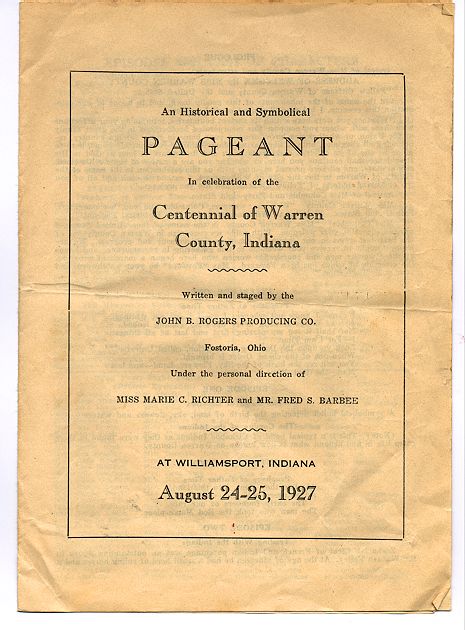 An Historical and Symbolical
PAGEANT
In celebration of the
Centennial of Warren
County, Indiana
Written and staged by the
JOHN B. ROGERS PRODUCING CO.
Fostoria, Ohio
Under the personal direction of
MISS MARIE C. RICHTER and MR. FRED S. BARBEE
AT WILLIAMSPORT, INDIANA
August 24-25, 1927